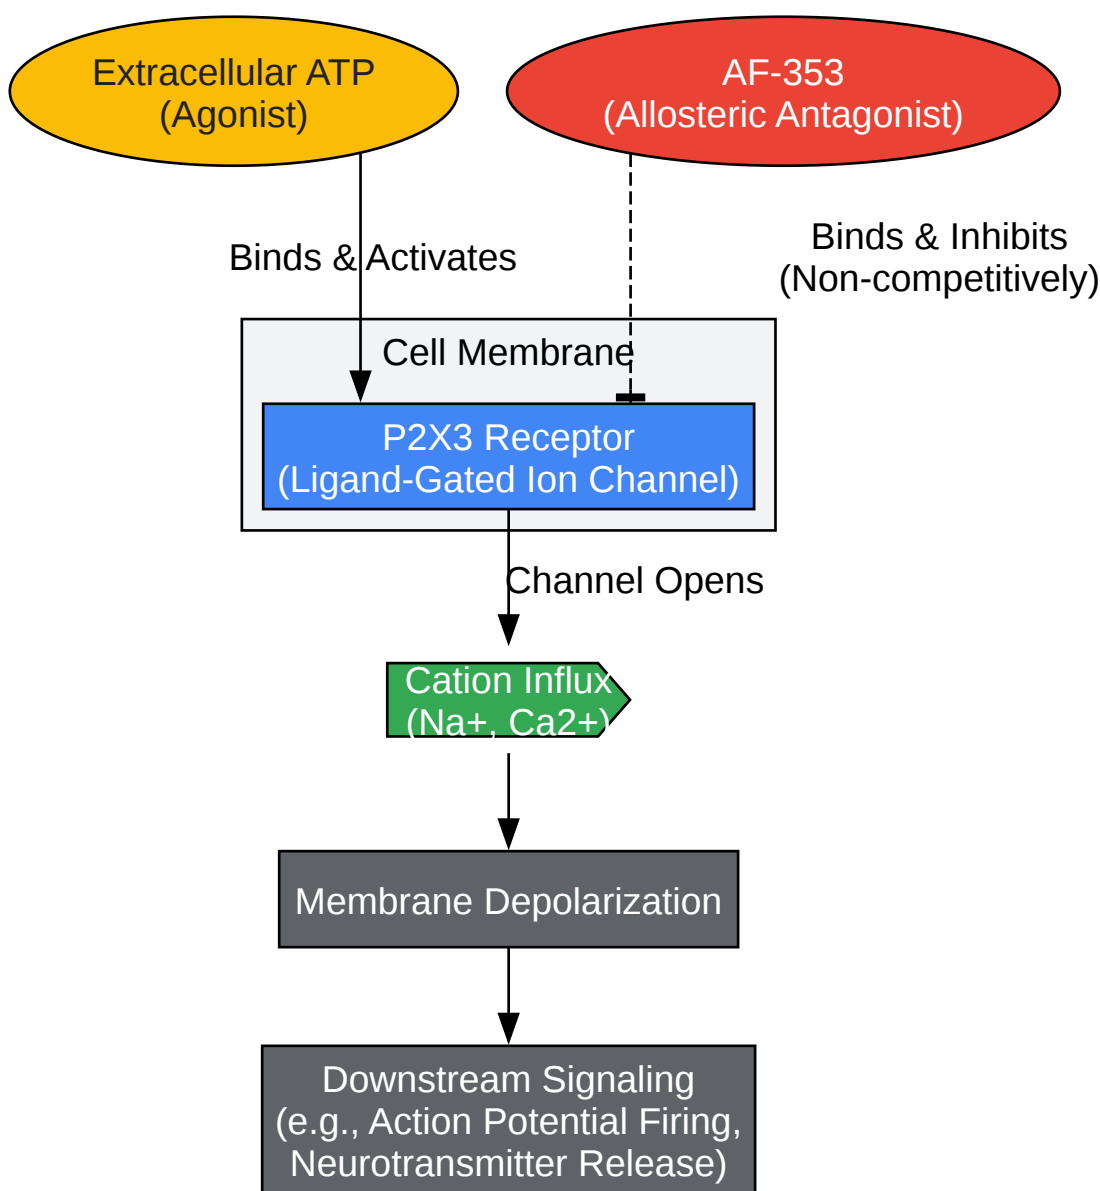 Extracellular ATP
(Agonist)
AF-353
(Allosteric Antagonist)
Binds & Activates
Binds & Inhibits
(Non-competitively)
Cell Membrane
P2X3 Receptor
(Ligand-Gated Ion Channel)
Channel Opens
Cation Influx
(Na+, Ca2+)
Membrane Depolarization
Downstream Signaling
(e.g., Action Potential Firing,
Neurotransmitter Release)